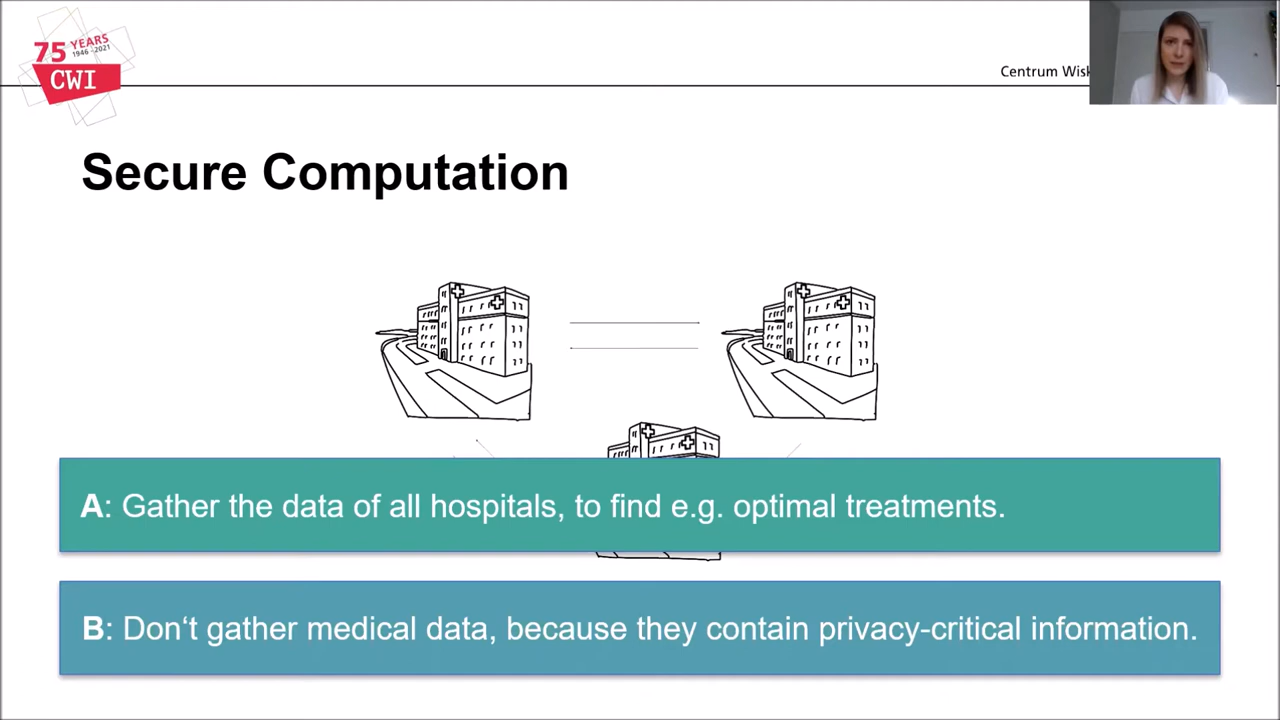 75 YEARS
1946 - 2021
CWI
Centrum Wisk
Secure Computation
A: Gather the data of all hospitals, to find e.g. optimal treatments.
B: Don‘t gather medical data, because they contain privacy-critical information.